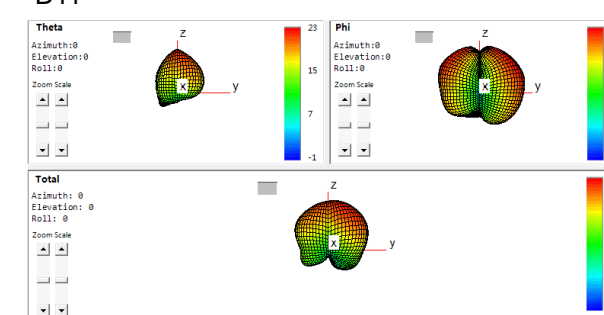 Theta
Azimuth:0
Elevation:0
Roll:0
Zoom Scale
z
x
y
23
15
7
-1
Phi
Azimuth:0
Elevation:0
Roll:0
Zoom Scale
z
x
y
Total
Azimuth: 0
Elevation: 0
Roll: 0
Zoom Scale
z
x
y